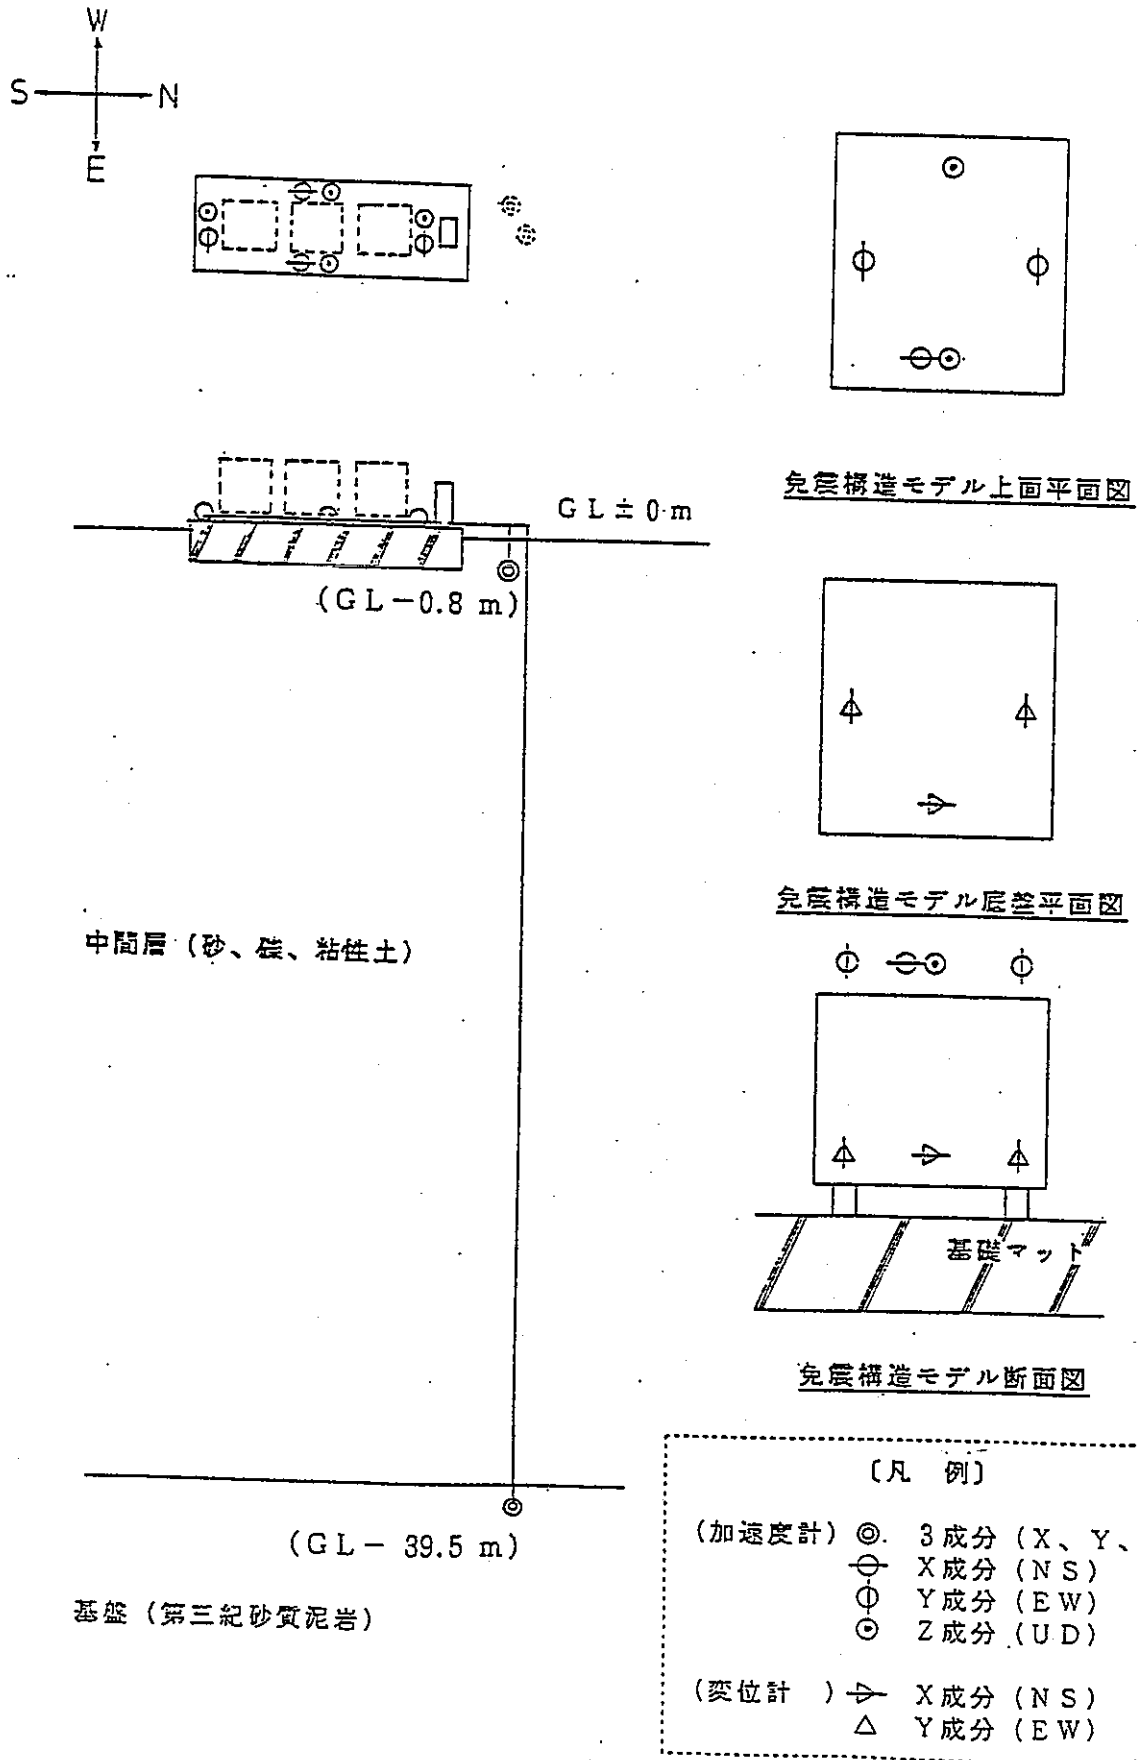 W
S N
E
免震構造モデル上面平面図
GL±0m
(GL-0.8 m)
免震構造モデル底盤平面図
中間層 (砂、礫、粘性土)
基礎マット
免震構造モデル断面図
〔凡 例〕
(加速度計) ◎. 3成分 (X、Y、
X成分 (NS)
Y成分 (EW)
Z成分 (UD)
(変位計 ) X成分 (NS)
Y成分 (EW)
(GL- 39.5 m)
基盤 (第三紀砂質泥岩)